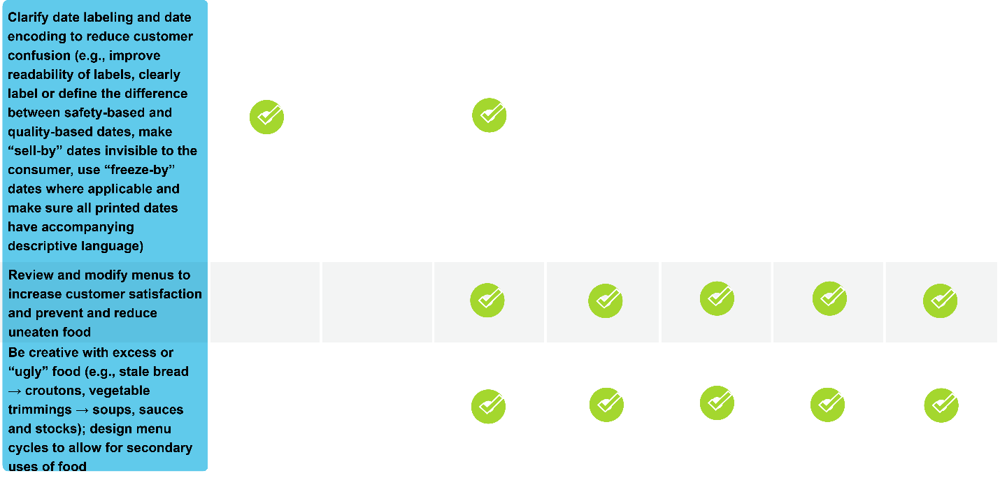 Clarify date labeling and date
encoding to reduce customer
confusion (e.g., improve
readability of labels, clearly
label or define the difference
between safety-based and
quality-based dates, make
“sell-by” dates invisible to the
consumer, use “freeze-by”
dates where applicable and
make sure all printed dates
have accompanying
descriptive language)
Review and modify menus to
increase customer satisfaction
and prevent and reduce
uneaten food
Be creative with excess or
“ugly” food (e.g., stale bread
→ croutons, vegetable
trimmings → soups, sauces
and stocks); design menu
cycles to allow for secondary
uses of food